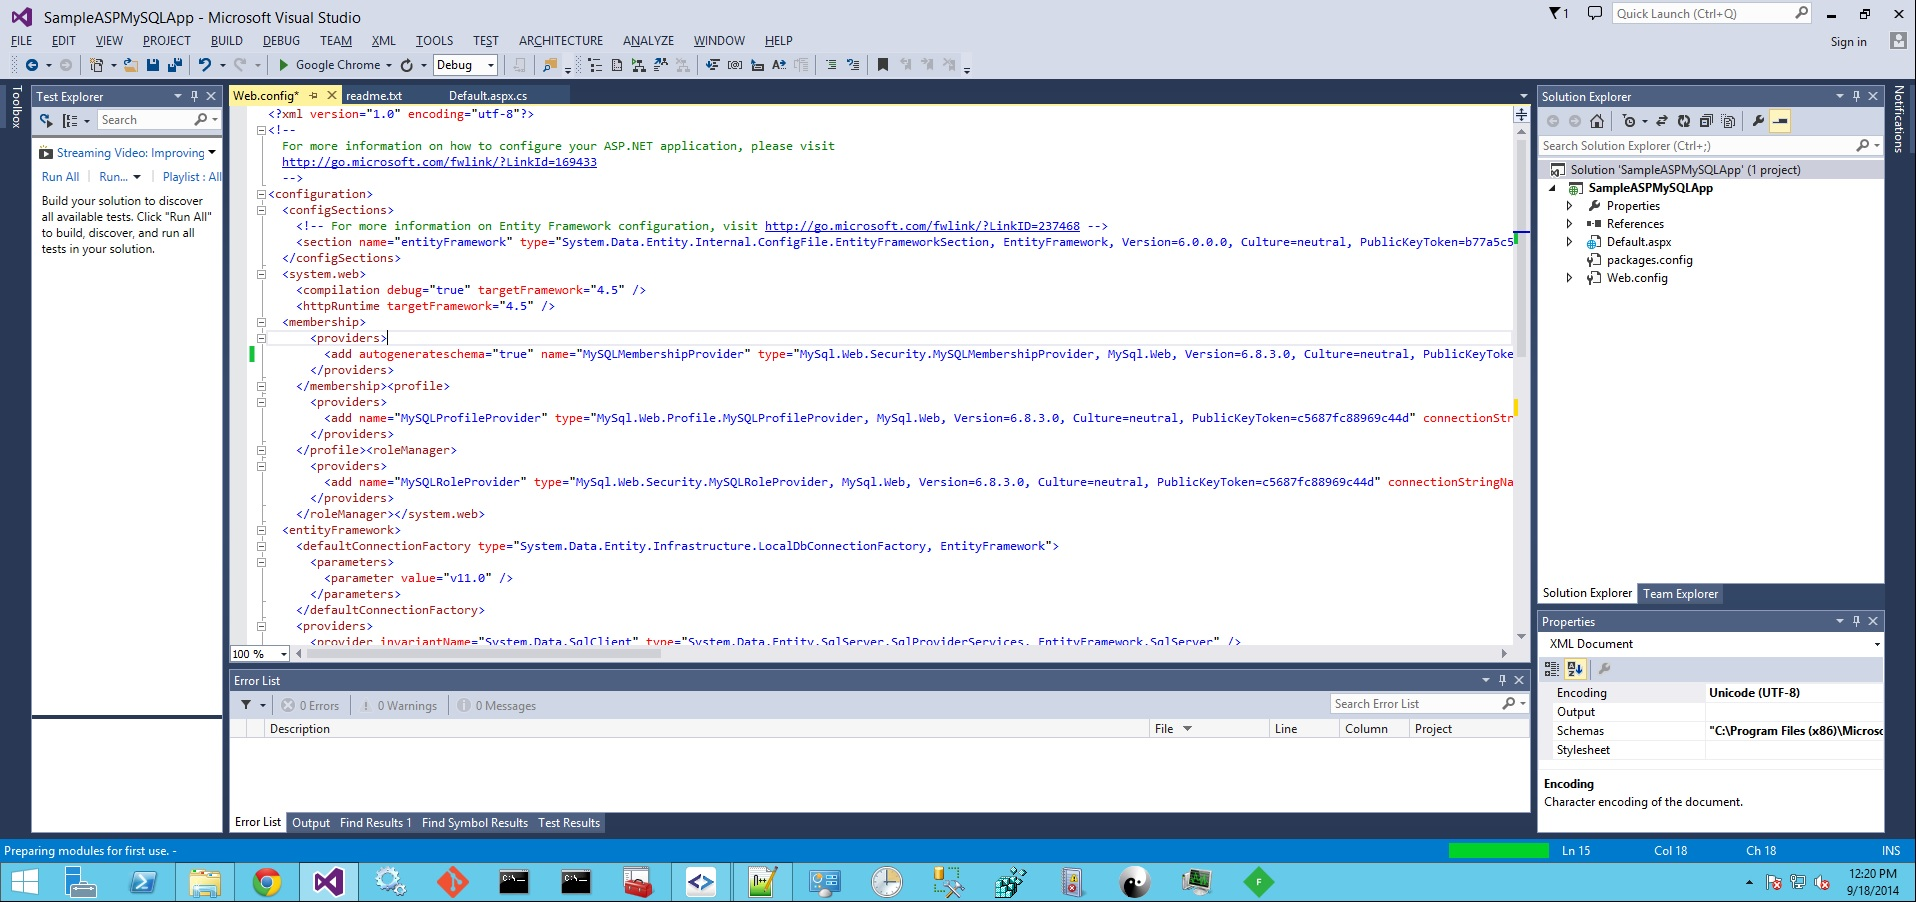 SampleASPMySQLApp - Microsoft Visual Studio
1
Quick Launch (Ctrl+Q)
FILE EDIT VIEW PROJECT BUILD DEBUG TEAM XML TOOLS TEST ARCHITECTURE ANALYZE WINDOW HELP
Sign in
Google Chrome
Debug
Toolbox
Test Explorer
Search
Streaming Video: Improving
Run All Run... Playlist : All
Build your solution to discover
all available tests. Click "Run All"
to build, discover, and run all
tests in your solution.
Web.config* readme.txt Default.aspx.cs
<?xml version="1.0" encoding="utf-8"?>
<!--
For more information on how to configure your ASP.NET application, please visit
http://go.microsoft.com/fwlink/?LinkId=169433
-->
<configuration>
<configSections>
<!-- For more information on Entity Framework configuration, visit http://go.microsoft.com/fwlink/?LinkID=237468 -->
<section name="entityFramework" type="System.Data.Entity.Internal.ConfigFile.EntityFrameworkSection, EntityFramework, Version=6.0.0.0, Culture=neutral, PublicKeyToken=b77a5c5
</configSections>
<system.web>
<compilation debug="true" targetFramework="4.5" />
<httpRuntime targetFramework="4.5" />
<membership>
<providers>
<add autogenerateschema="true" name="MySQLMembershipProvider" type="MySql.Web.Security.MySQLMembershipProvider, MySql.Web, Version=6.8.3.0, Culture=neutral, PublicKeyToke
</providers>
</membership><profile>
<providers>
<add name="MySQLProfileProvider" type="MySql.Web.Profile.MySQLProfileProvider, MySql.Web, Version=6.8.3.0, Culture=neutral, PublicKeyToken=c5687fc88969c44d" connectionStr
</providers>
</profile><roleManager>
<providers>
<add name="MySQLRoleProvider" type="MySql.Web.Security.MySQLRoleProvider, MySql.Web, Version=6.8.3.0, Culture=neutral, PublicKeyToken=c5687fc88969c44d" connectionStringNa
</providers>
</roleManager></system.web>
<entityFramework>
<defaultConnectionFactory type="System.Data.Entity.Infrastructure.LocalDbConnectionFactory, EntityFramework">
<parameters>
<parameter value="v11.0" />
</parameters>
</defaultConnectionFactory>
<providers>
<provider invariantName="System.Data.SqlClient" type="System.Data.Entity.SqlServer.SqlProviderServices, EntityFramework.SqlServer" />
100 %
Error List
0 Errors 0 Warnings 0 Messages
Search Error List
Description File Line Column Project
Error List Output Find Results 1 Find Symbol Results Test Results
Solution Explorer
Search Solution Explorer (Ctrl+;)
Solution 'SampleASPMySQLApp' (1 project)
SampleASPMySQLApp
Properties
References
Default.aspx
packages.config
Web.config
Solution Explorer Team Explorer
Properties
XML Document
Encoding Unicode (UTF-8)
Output
Schemas "C:\Program Files (x86)\Microso
Stylesheet
Encoding
Character encoding of the document.
Notifications
Preparing modules for first use. -
Ln 15 Col 18 Ch 18 INS
12:20 PM
9/18/2014